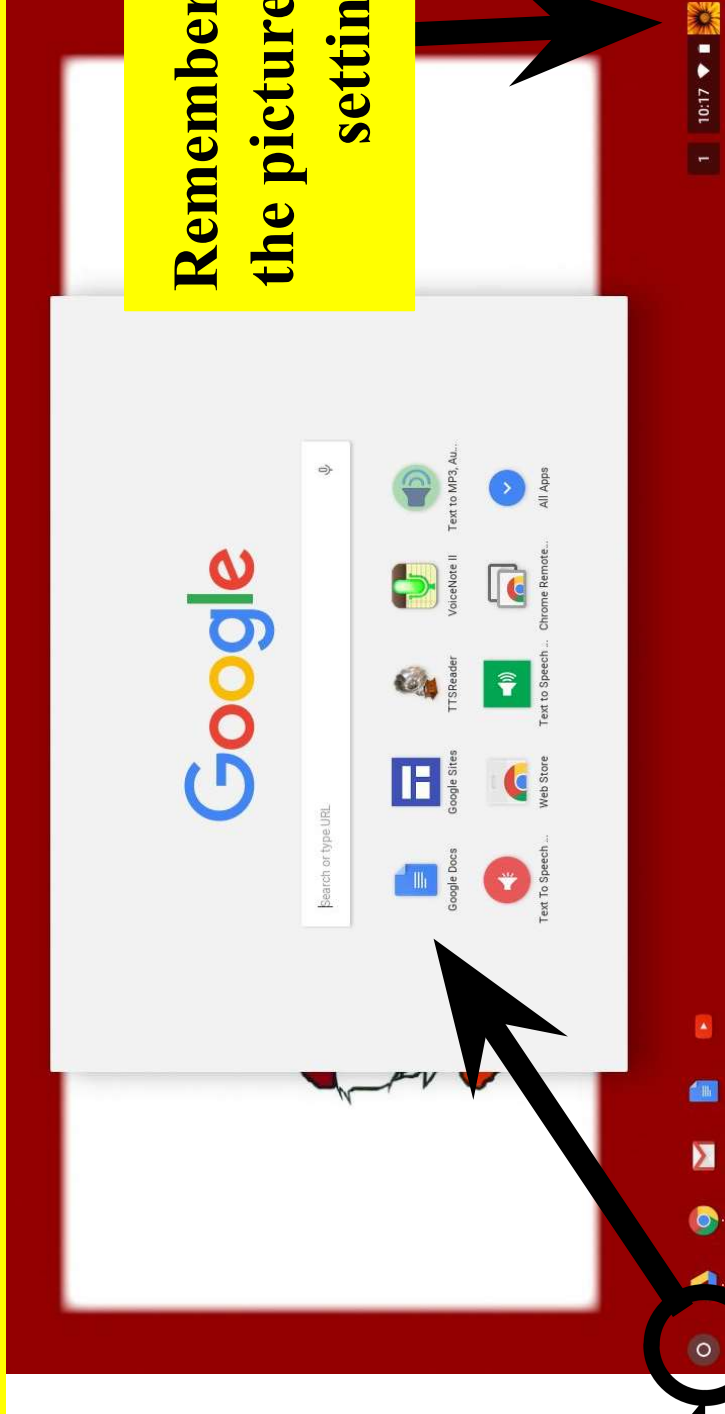 Remember
the picture
settin
Google
Search or type URL
Google Docs
Google Sites
TTSReader
VoiceNote II
Text to MP3, Au...
Text To Speech ...
Web Store
Text to Speech ...
Chrome Remote...
All Apps
1
10:17